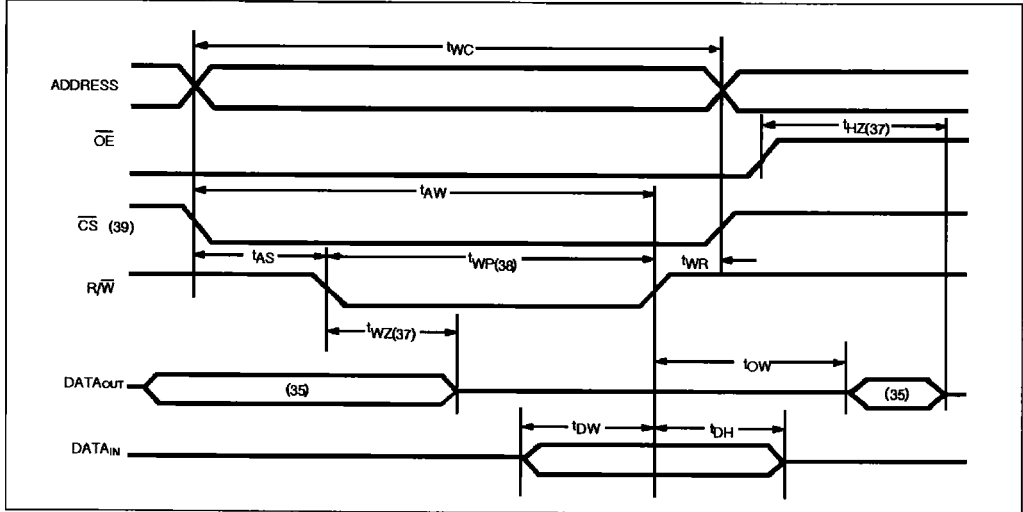 tWC
ADDRESS
tHZ(37)
OE
tAW
CS (39)
tAS
tWP(38)
tWR
R/W
tWZ(37)
tOW
DATAOUT
(35)
(35)
tDW
tDH
DATAIN